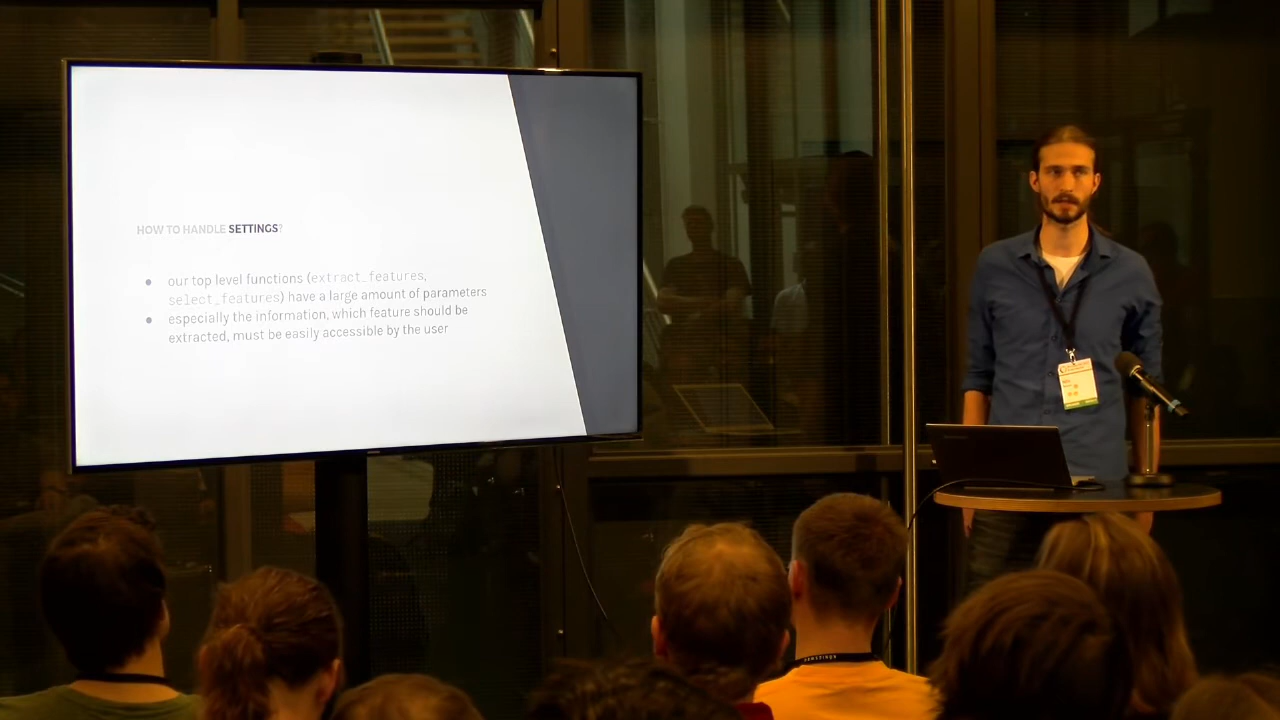 HOW TO HANDLE SETTINGS?
● our top level functions (extract_features,
select_features) have a large amount of parameters
● especially the information, which feature should be
extracted, must be easily accessible by the user